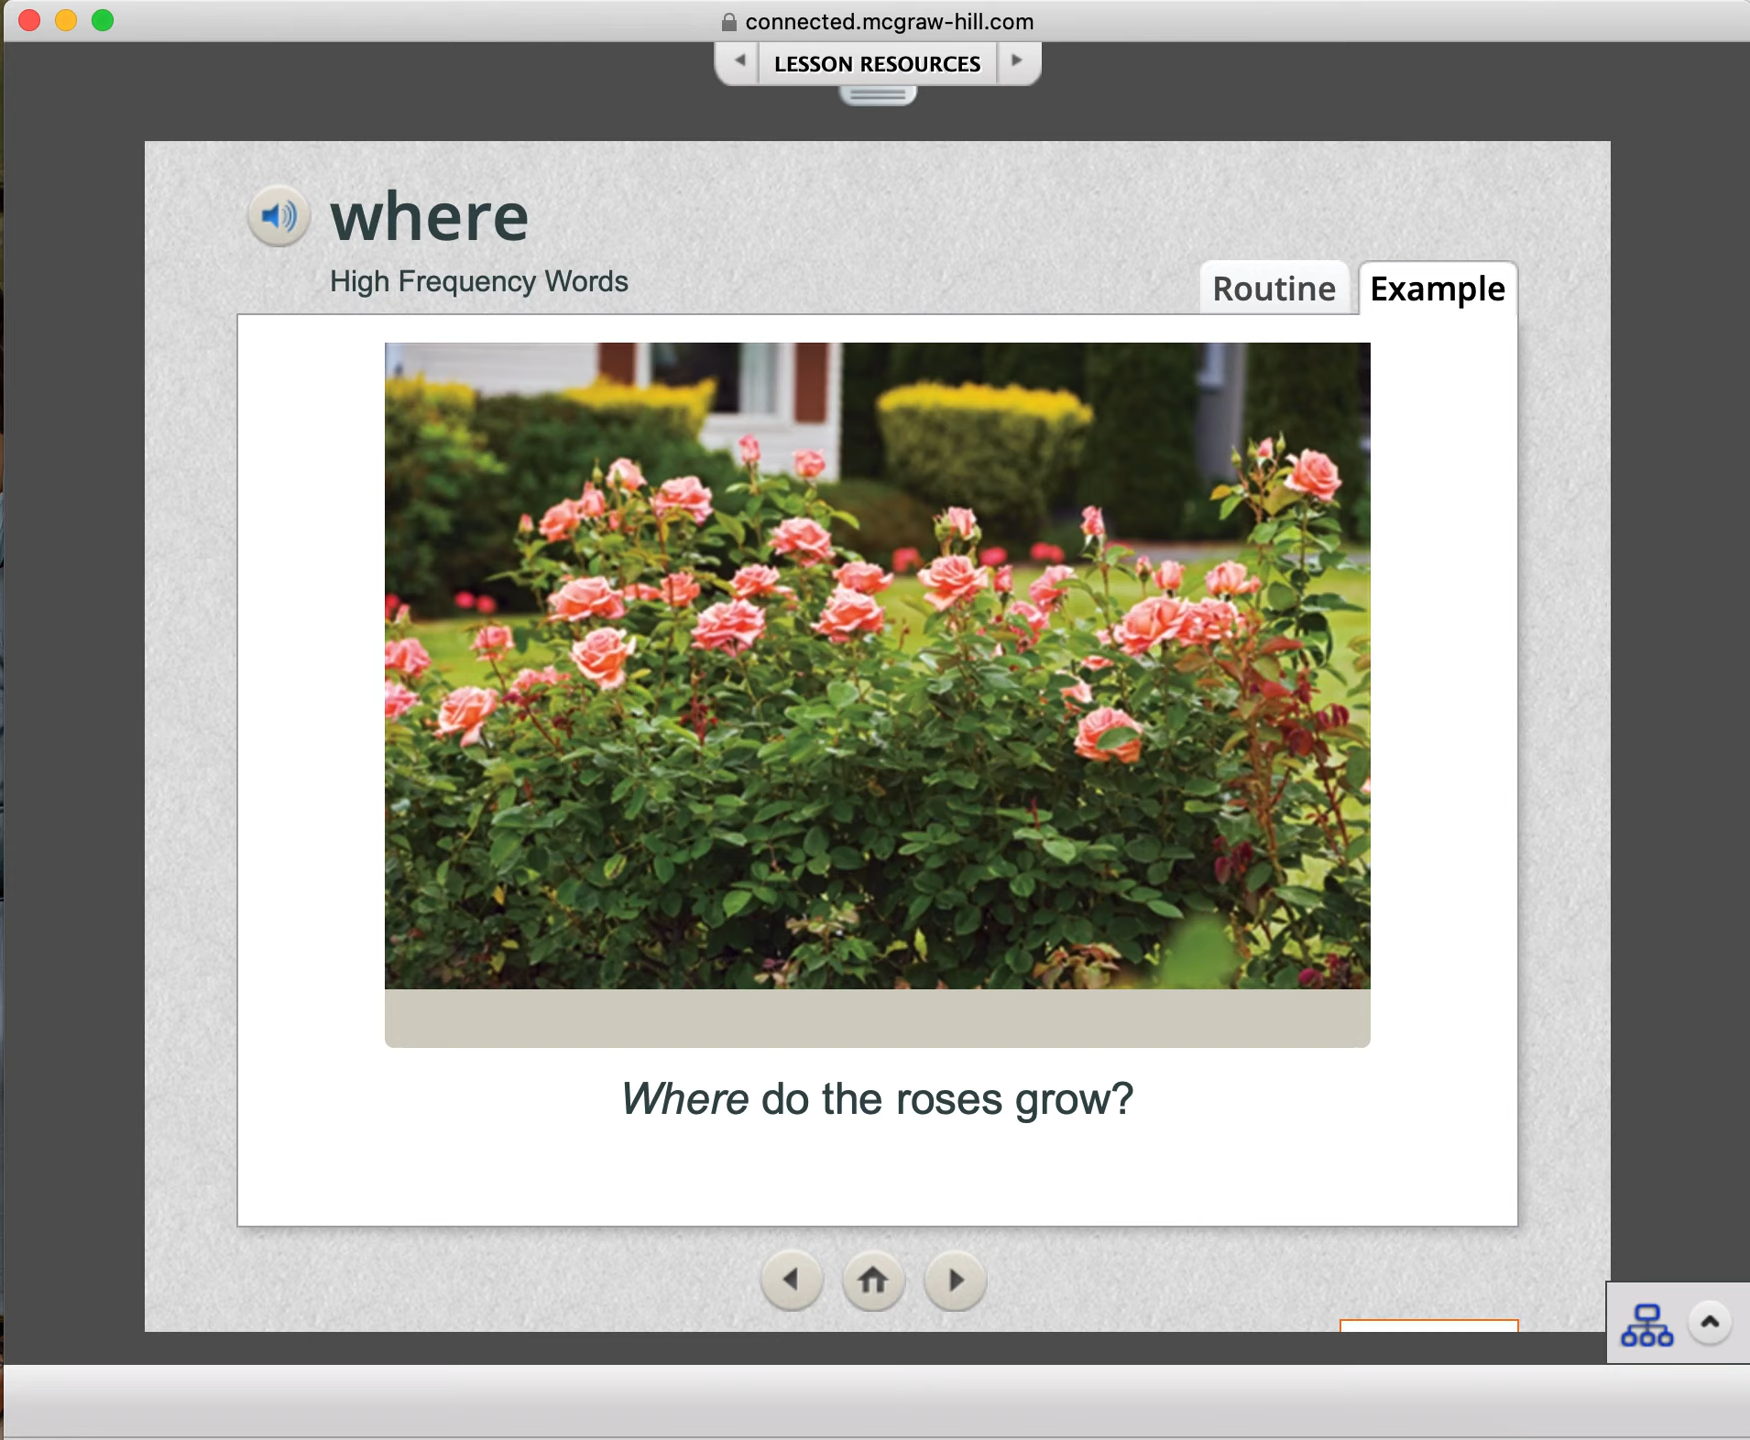 connected.mcgraw-hill.com
LESSON RESOURCES
where
High Frequency Words
Routine
Example
Where do the roses grow?